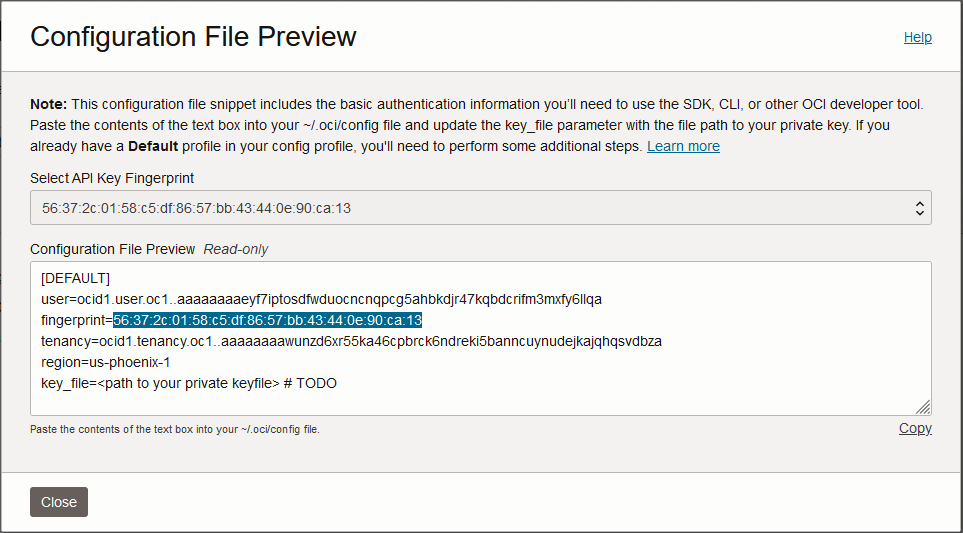 Configuration File Preview
Help
Note: This configuration file snippet includes the basic authentication information you'll need to use the SDK, CLI, or other OCI developer tool.
Paste the contents of the text box into your ~/.oci/config file and update the key_file parameter with the file path to your private key. If you
already have a Default profile in your config profile, you'll need to perform some additional steps. Learn more
Select API Key Fingerprint
56:37:2c:01:58:c5:df:86:57:bb:43:44:0e:90:ca:13
Configuration File Preview Read-only
[DEFAULT]
user=ocid1.user.oc1..aaaaaaaaeyf7iptosdfwduocncnqpcg5ahbkdjr47kqbdcrifm3mxfy6llqa
fingerprint=56:37:2c:01:58:c5:df:86:57:bb:43:44:0e:90:ca:13
tenancy=ocid1.tenancy.oc1..aaaaaaaawunzd6xr55ka46cpbrck6ndreki5banncuynudejkajqhqsvdbza
region=us-phoenix-1
key_file=<path to your private keyfile> # TODO
Paste the contents of the text box into your ~/.oci/config file.
Copy
Close